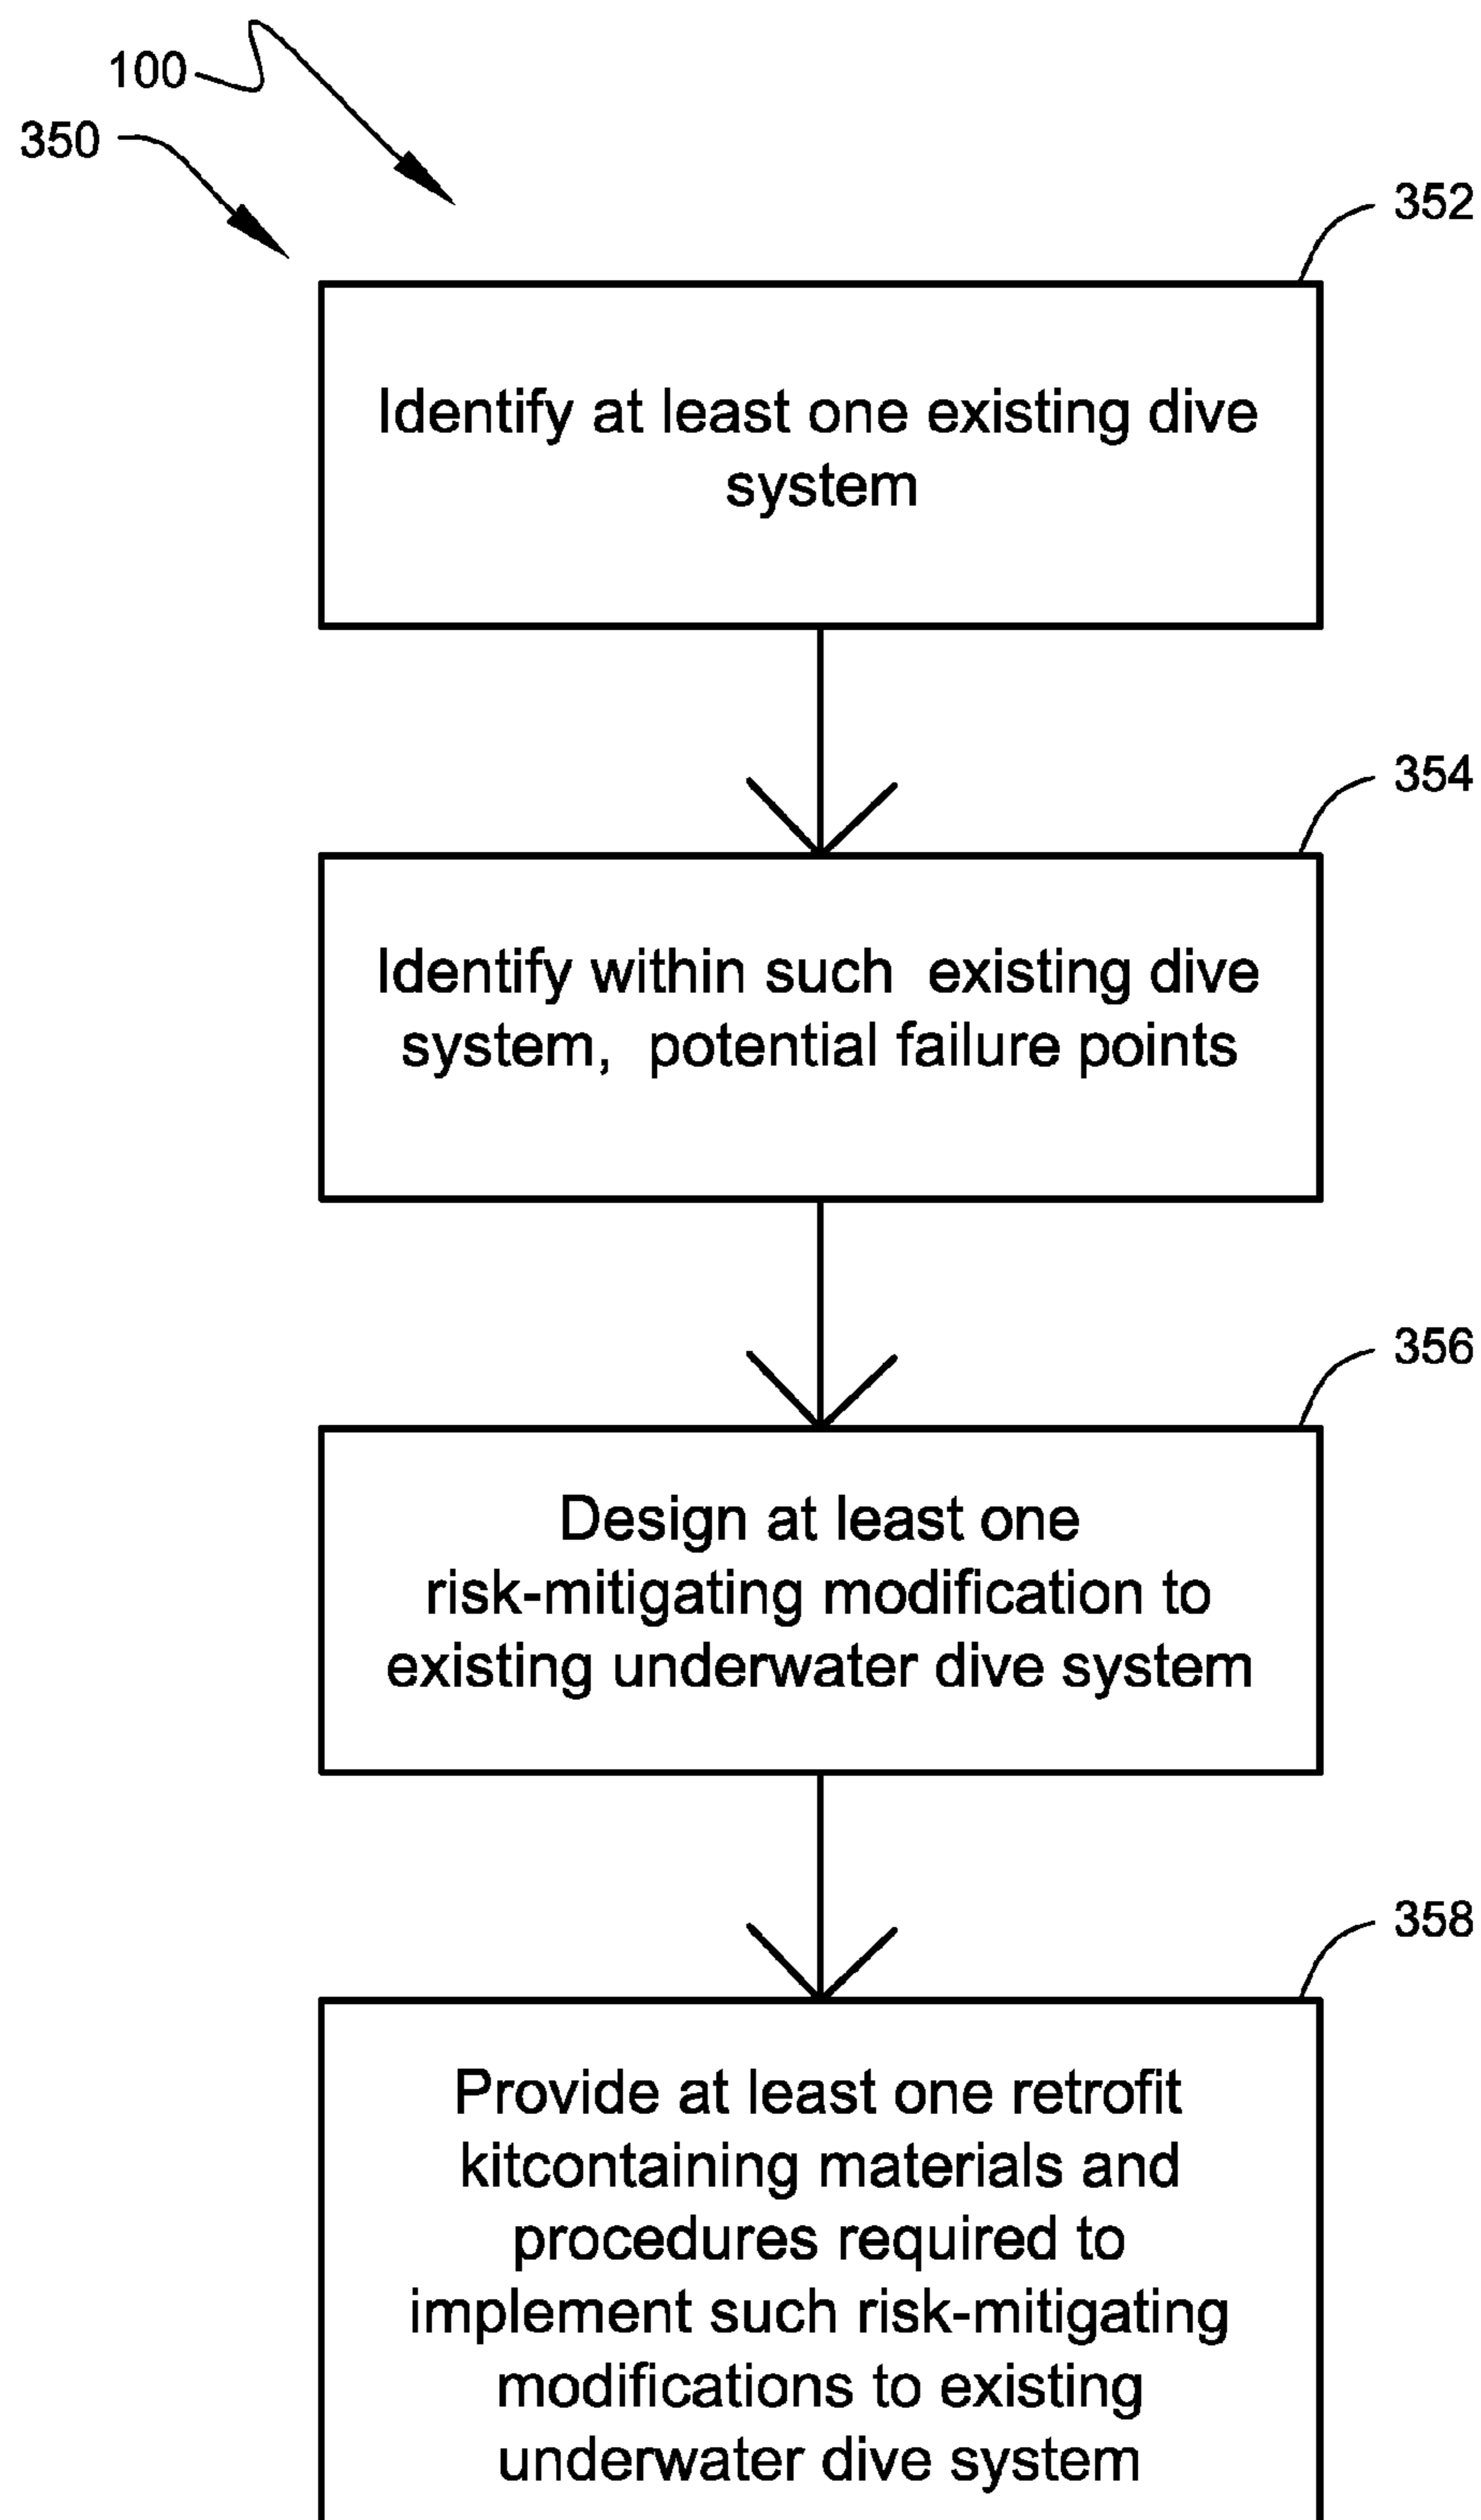 100
350
352
Identify at least one existing dive
system
354
Identify within such  existing dive
system,  potential failure points
356
Design at least one
risk-mitigating modification to
existing underwater dive system
358
Provide at least one retrofit
kitcontaining materials and
procedures required to
implement such risk-mitigating
modifications to existing
underwater dive system